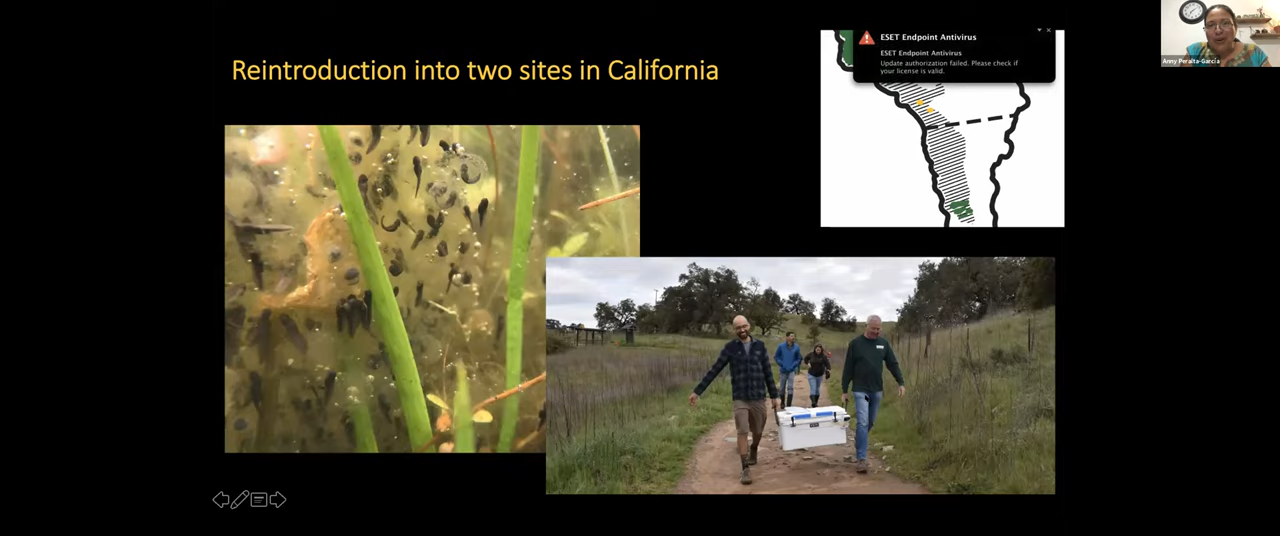 Reintroduction into two sites in California
ESET Endpoint Antivirus
ESET Endpoint Antivirus
Update authorization failed. Please check if
your license is valid.
Anny Peralta-García